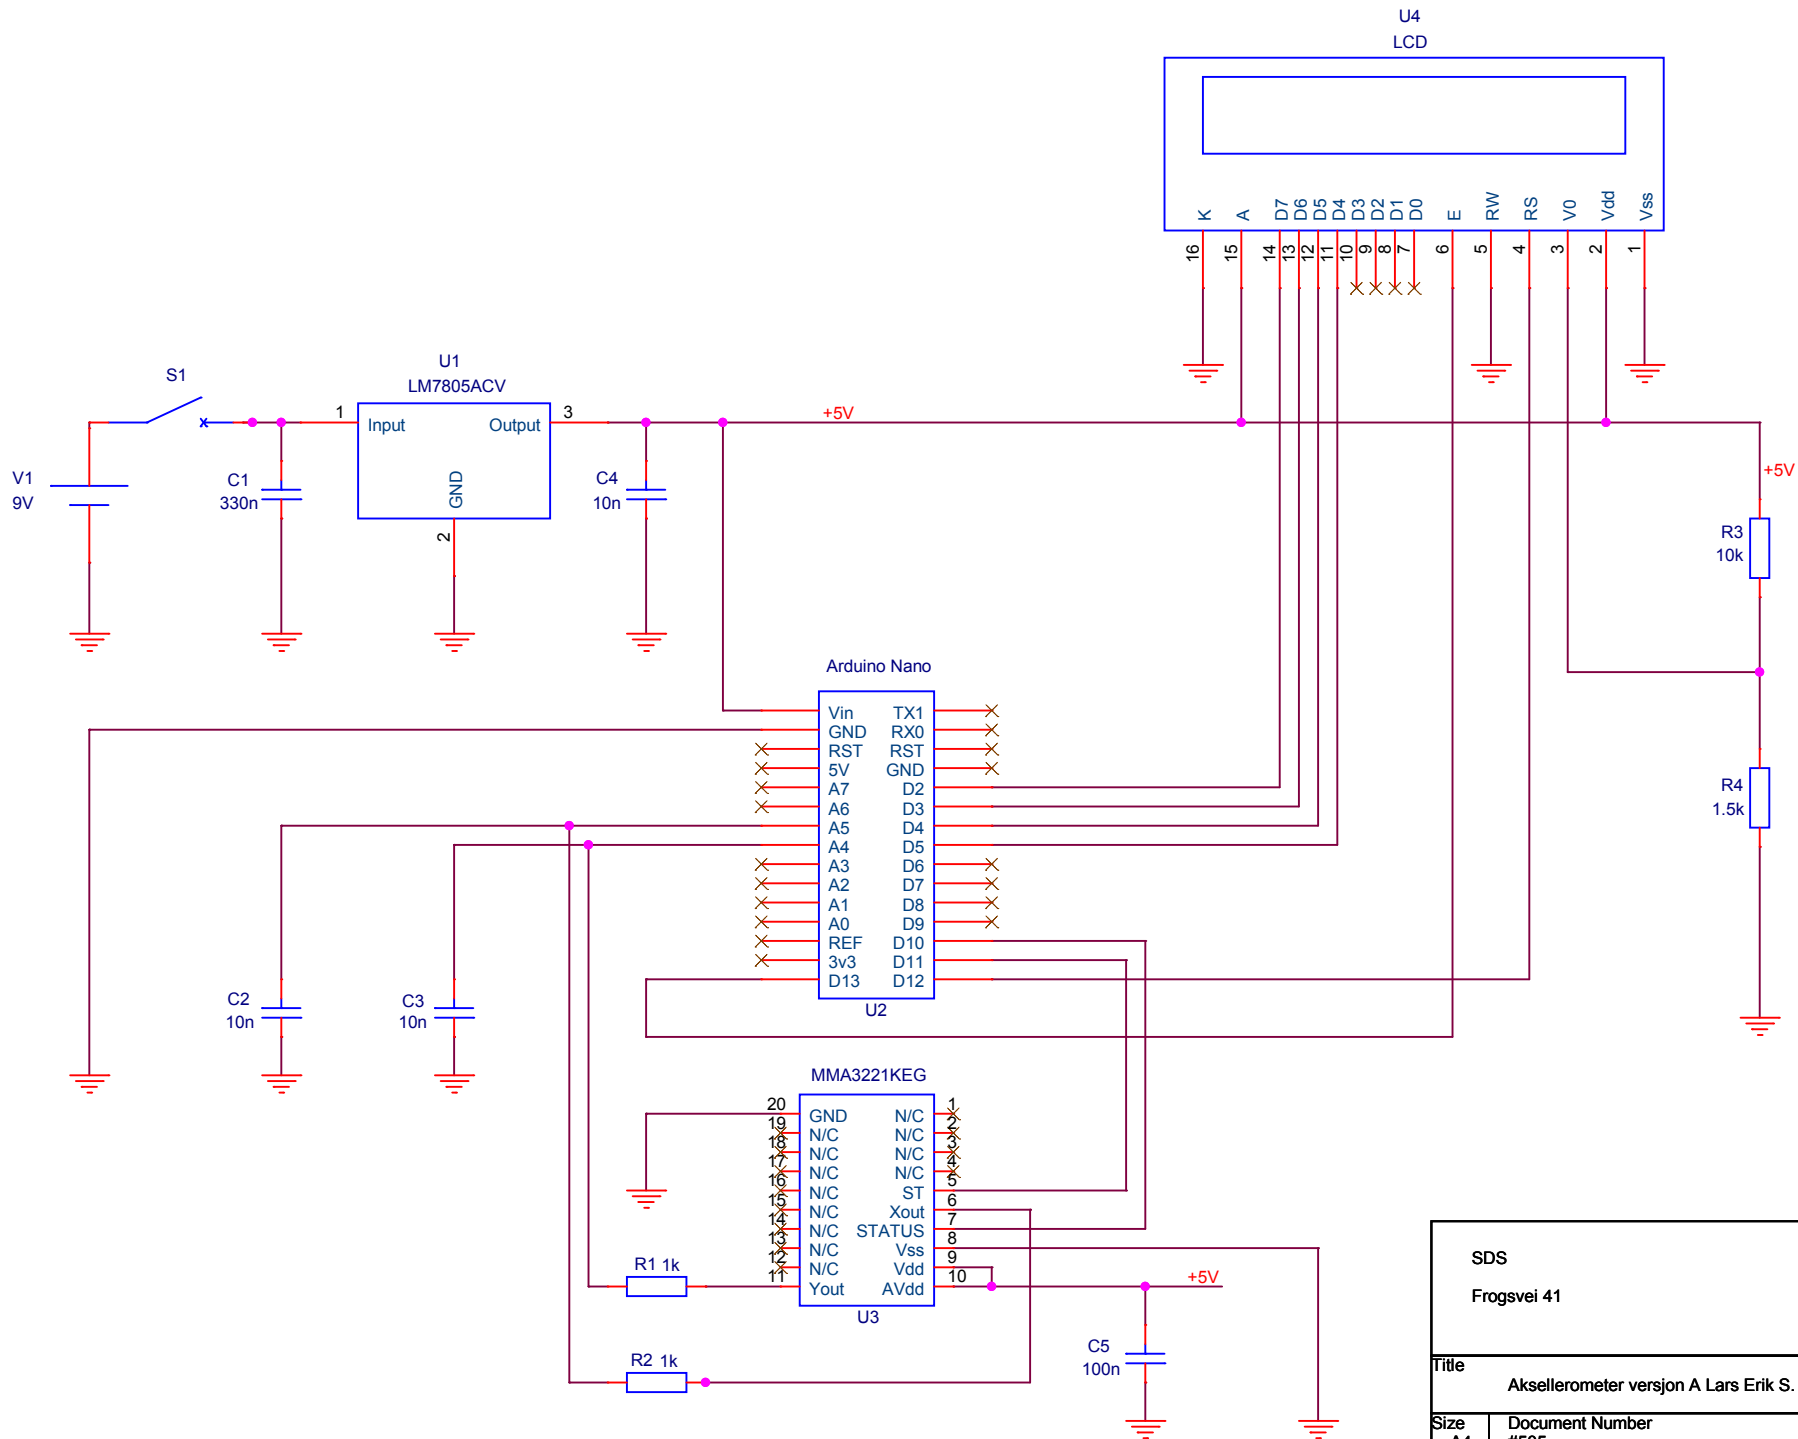 U4
LCD
K
A
D7
D6
D5
D4
D3
D2
D1
D0
E
RW
RS
V0
Vdd
Vss
16
15
14
13
12
11
10
9
8
7
6
5
4
3
2
1
S1
U1
LM7805ACV
1
Input
Output
3
GND
2
+5V
V1
9V
C1
330n
C4
10n
+5V
R3
10k
R4
1.5k
Arduino Nano
Vin
TX1
GND
RX0
RST
RST
5V
GND
A7
D2
A6
D3
A5
D4
A4
D5
A3
D6
A2
D7
A1
D8
A0
D9
REF
D10
3v3
D11
D13
D12
U2
C2
10n
C3
10n
MMA3221KEG
20
GND
N/C
1
19
N/C
N/C
2
18
N/C
N/C
3
17
N/C
N/C
4
16
N/C
ST
5
15
N/C
Xout
6
14
N/C
STATUS
7
13
N/C
Vss
8
12
N/C
Vdd
9
11
Yout
AVdd
10
U3
R1 1k
R2 1k
+5V
C5
100n
SDS
Frogsvei 41
Title
Aksellerometer versjon A Lars Erik S.
Size
Document Number